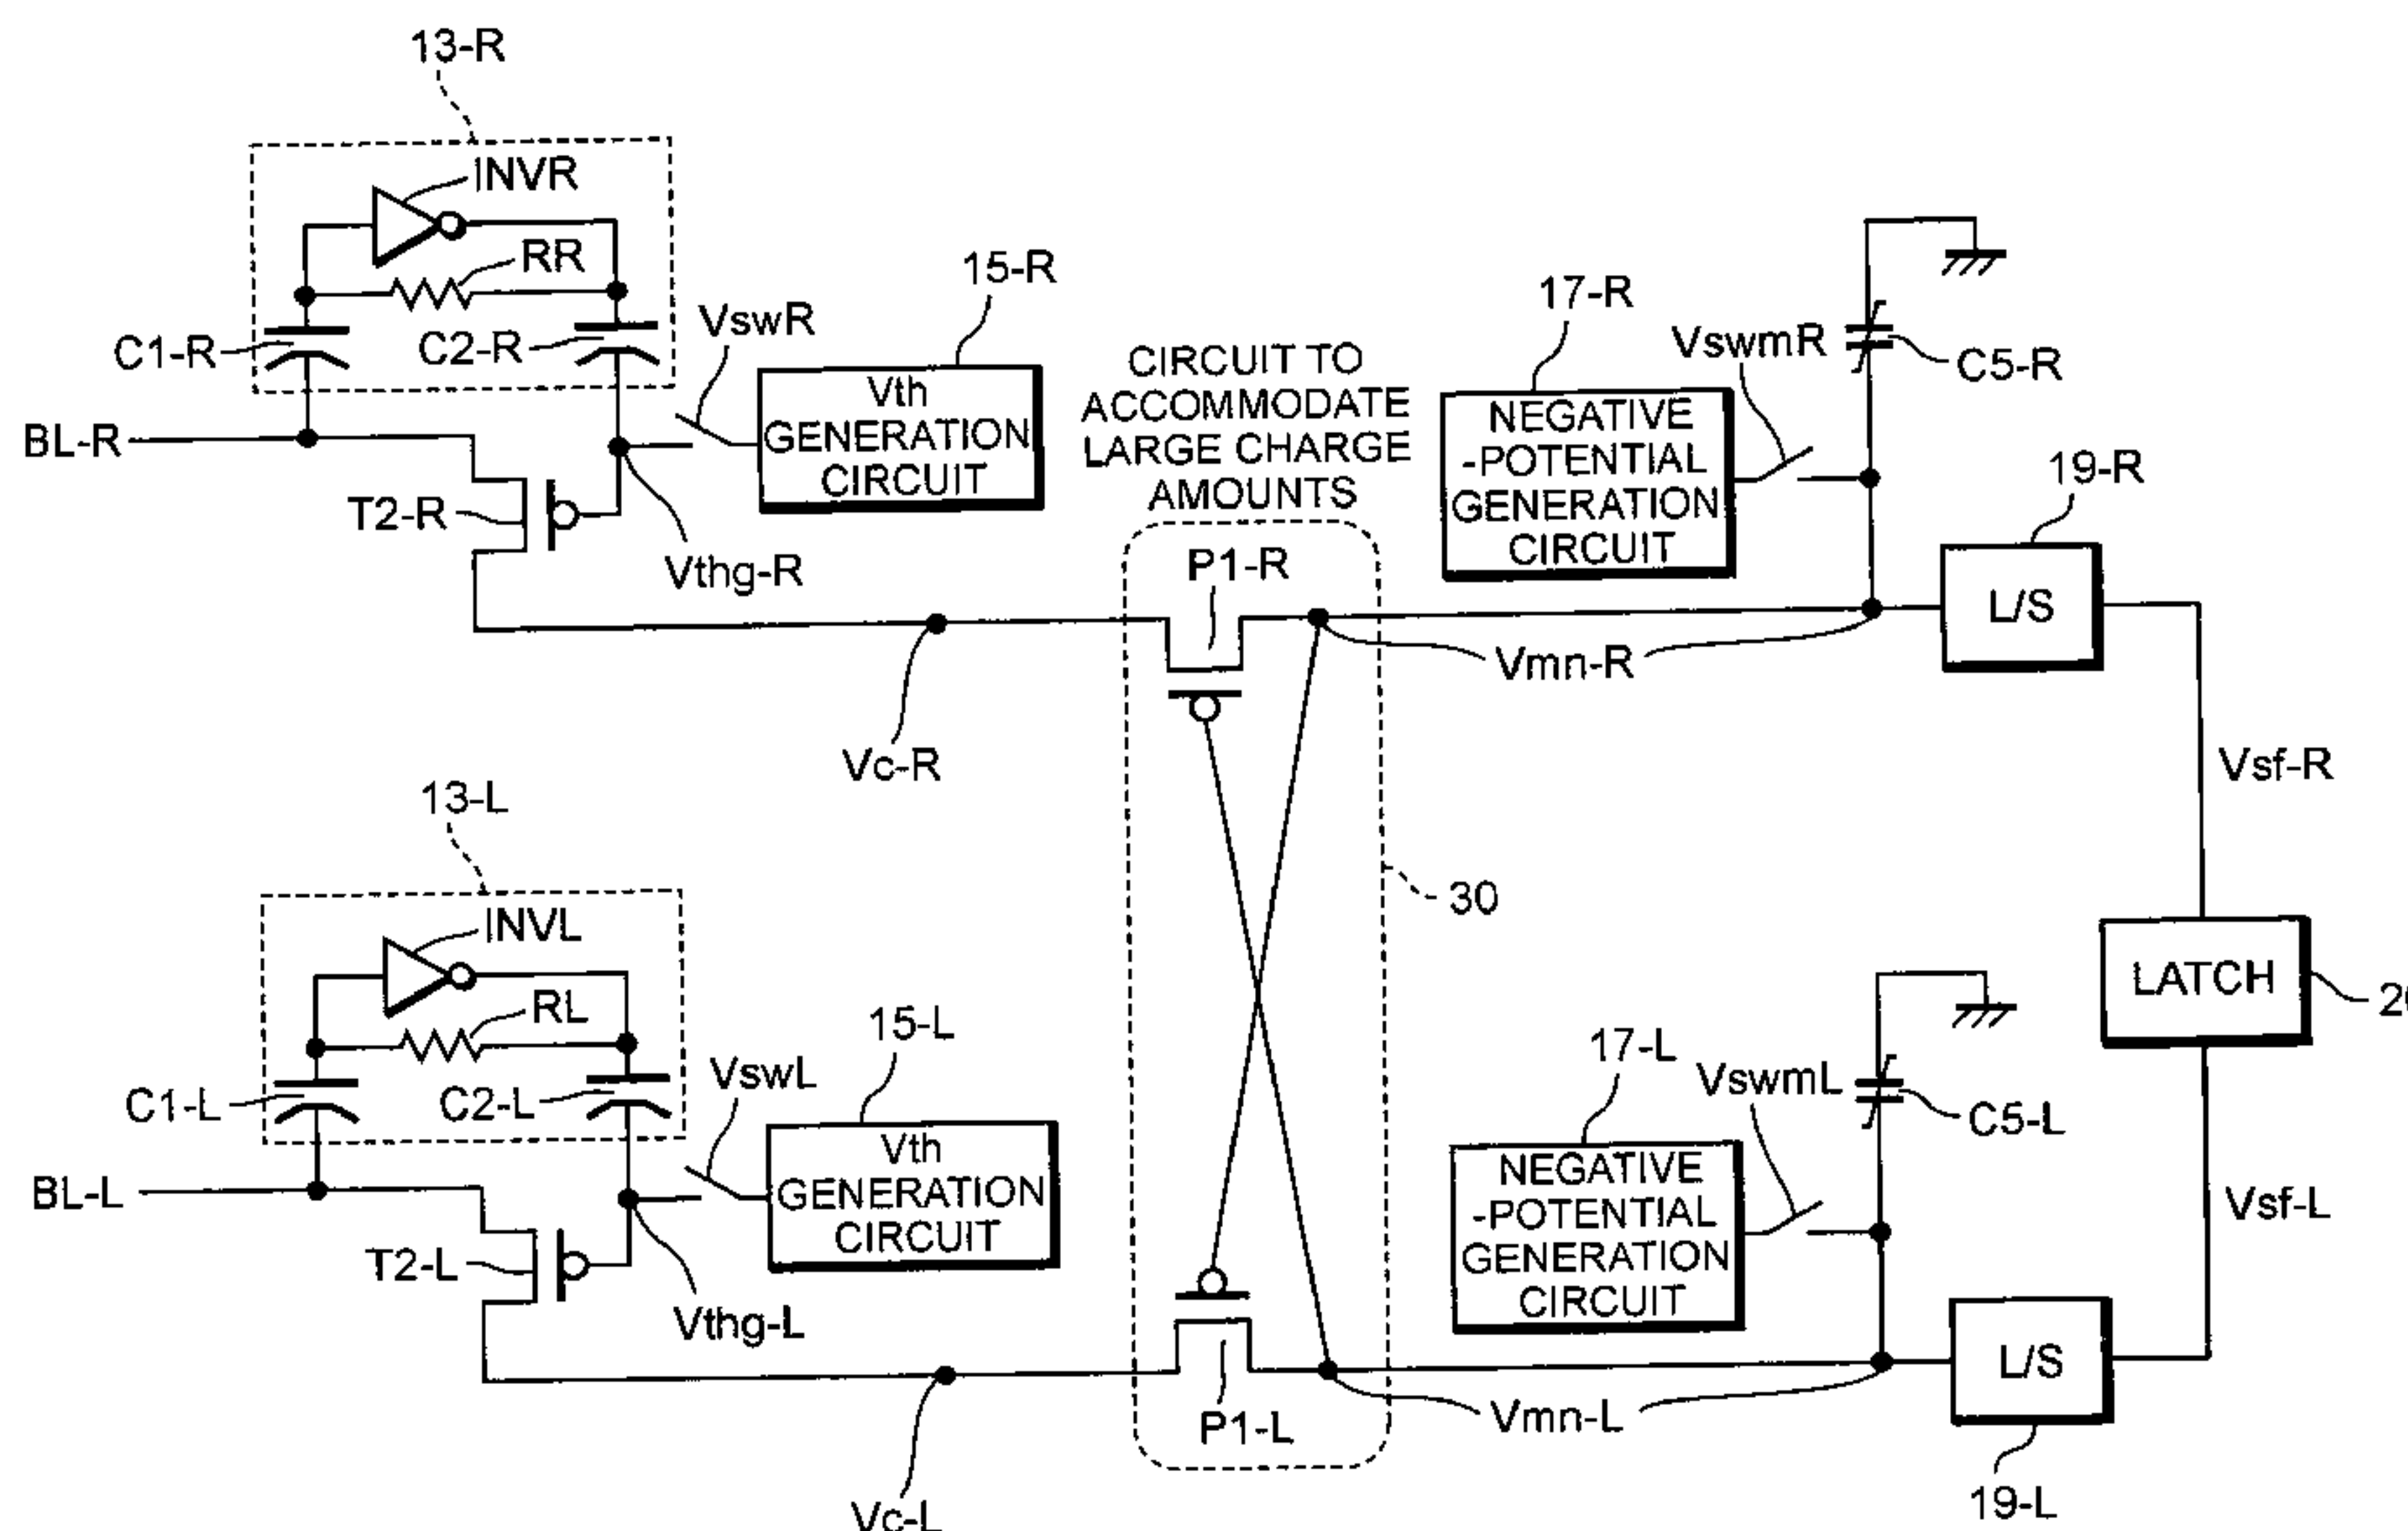 13-R
INVR
RR
C1-R
C2-R
VswR
15-R
Vth
GENERATION
CIRCUIT
BL-R
T2-R
Vthg-R
Vc-R
CIRCUIT TO
ACCOMMODATE
LARGE CHARGE
AMOUNTS
P1-R
17-R
NEGATIVE
-POTENTIAL
GENERATION
CIRCUIT
VswmR
C5-R
19-R
L/S
Vmn-R
Vsf-R
30
13-L
INVL
RL
C1-L
C2-L
VswL
15-L
Vth
GENERATION
CIRCUIT
BL-L
T2-L
Vthg-L
Vc-L
P1-L
17-L
NEGATIVE
-POTENTIAL
GENERATION
CIRCUIT
VswmL
C5-L
LATCH
Vsf-L
L/S
Vmn-L
19-L